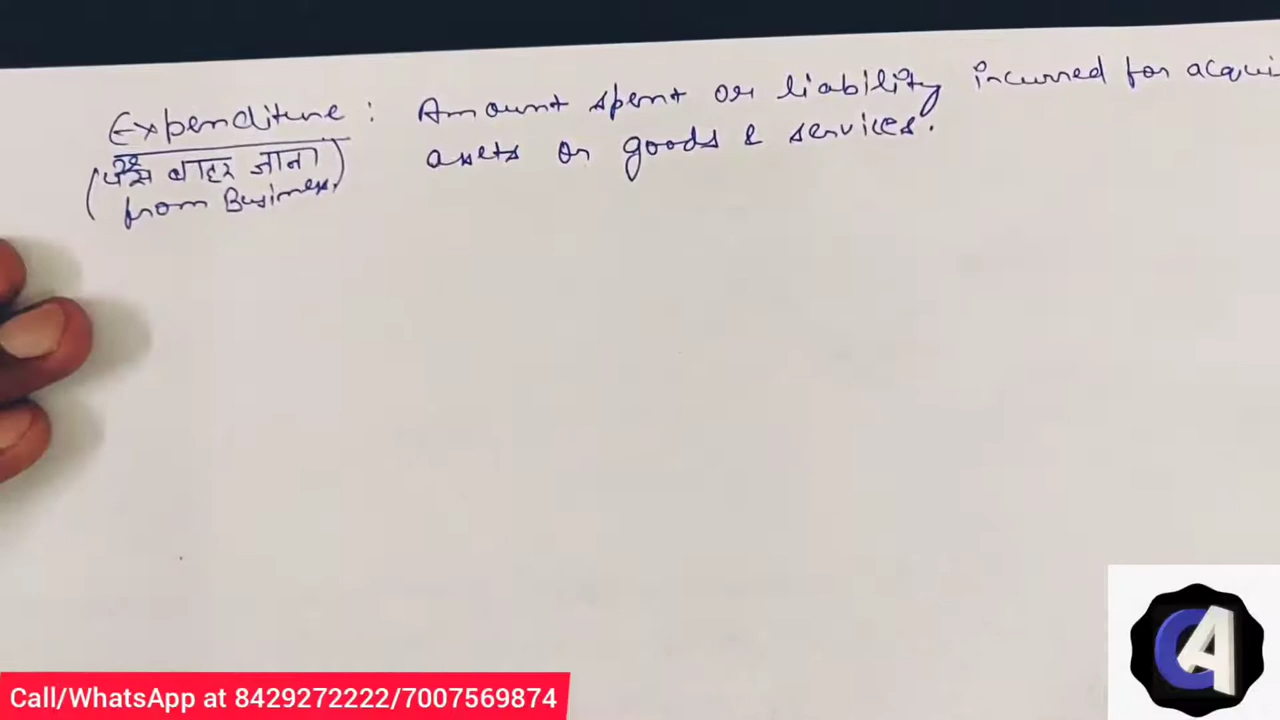 Expenditure : Amount spent or liability incurred for acqui
assets or goods & services.
(पैसे बाहर जाना
from Business)
Call/WhatsApp at 8429272222/7007569874
CA